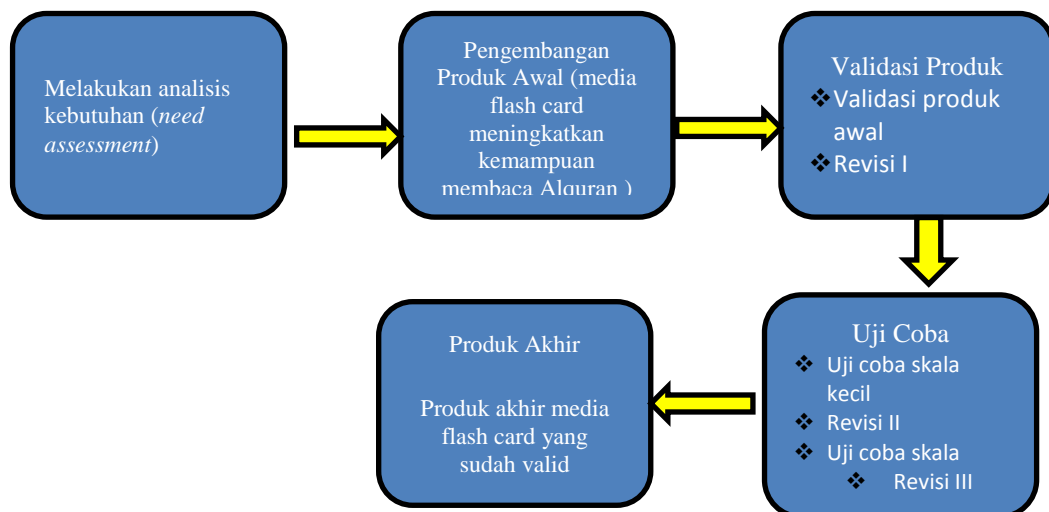 Melakukan analisis
kebutuhan (need
assessment)
Pengembangan
Produk Awal (media
flash card
meningkatkan
kemampuan
membaca Alquran )
Validasi Produk
❖ Validasi produk
awal
❖ Revisi I
Uji Coba
❖ Uji coba skala
kecil
❖ Revisi II
❖ Uji coba skala
❖ Revisi III
Produk Akhir
Produk akhir media
flash card yang
sudah valid